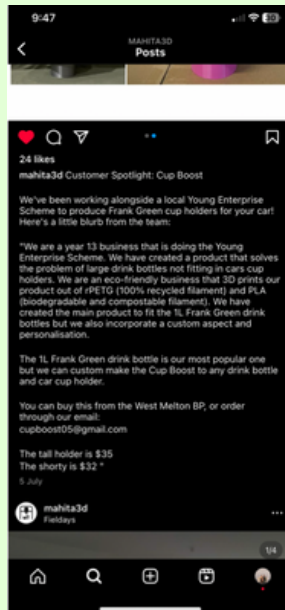 9:47
30
MAHITA3D
Posts
24 likes
mahita3d Customer Spotlight: Cup Boost
We've been working alongside a local Young Enterprise
Scheme to produce Frank Green cup holders for your car!
Here's a little blurb from the team:
"We are a year 13 business that is doing the Young
Enterprise Scheme. We have created a product that solves
the problem of large drink bottles not fitting in cars cup
holders. We are an eco-friendly business that 3D prints our
product out of rPETG (100% recycled filament) and PLA
(biodegradable and compostable filament). We have
created the main product to fit the 1L Frank Green drink
bottles but we also incorporate a custom aspect and
personalisation.
The 1L Frank Green drink bottle is our most popular one
but we can custom make the Cup Boost to any drink bottle
and car cup holder.
You can buy this from the West Melton BP, or order
through our email:
cupboost05@gmail.com
The tall holder is $35
The shorty is $32 "
5 July
mahita3d
Fieldays
1/4